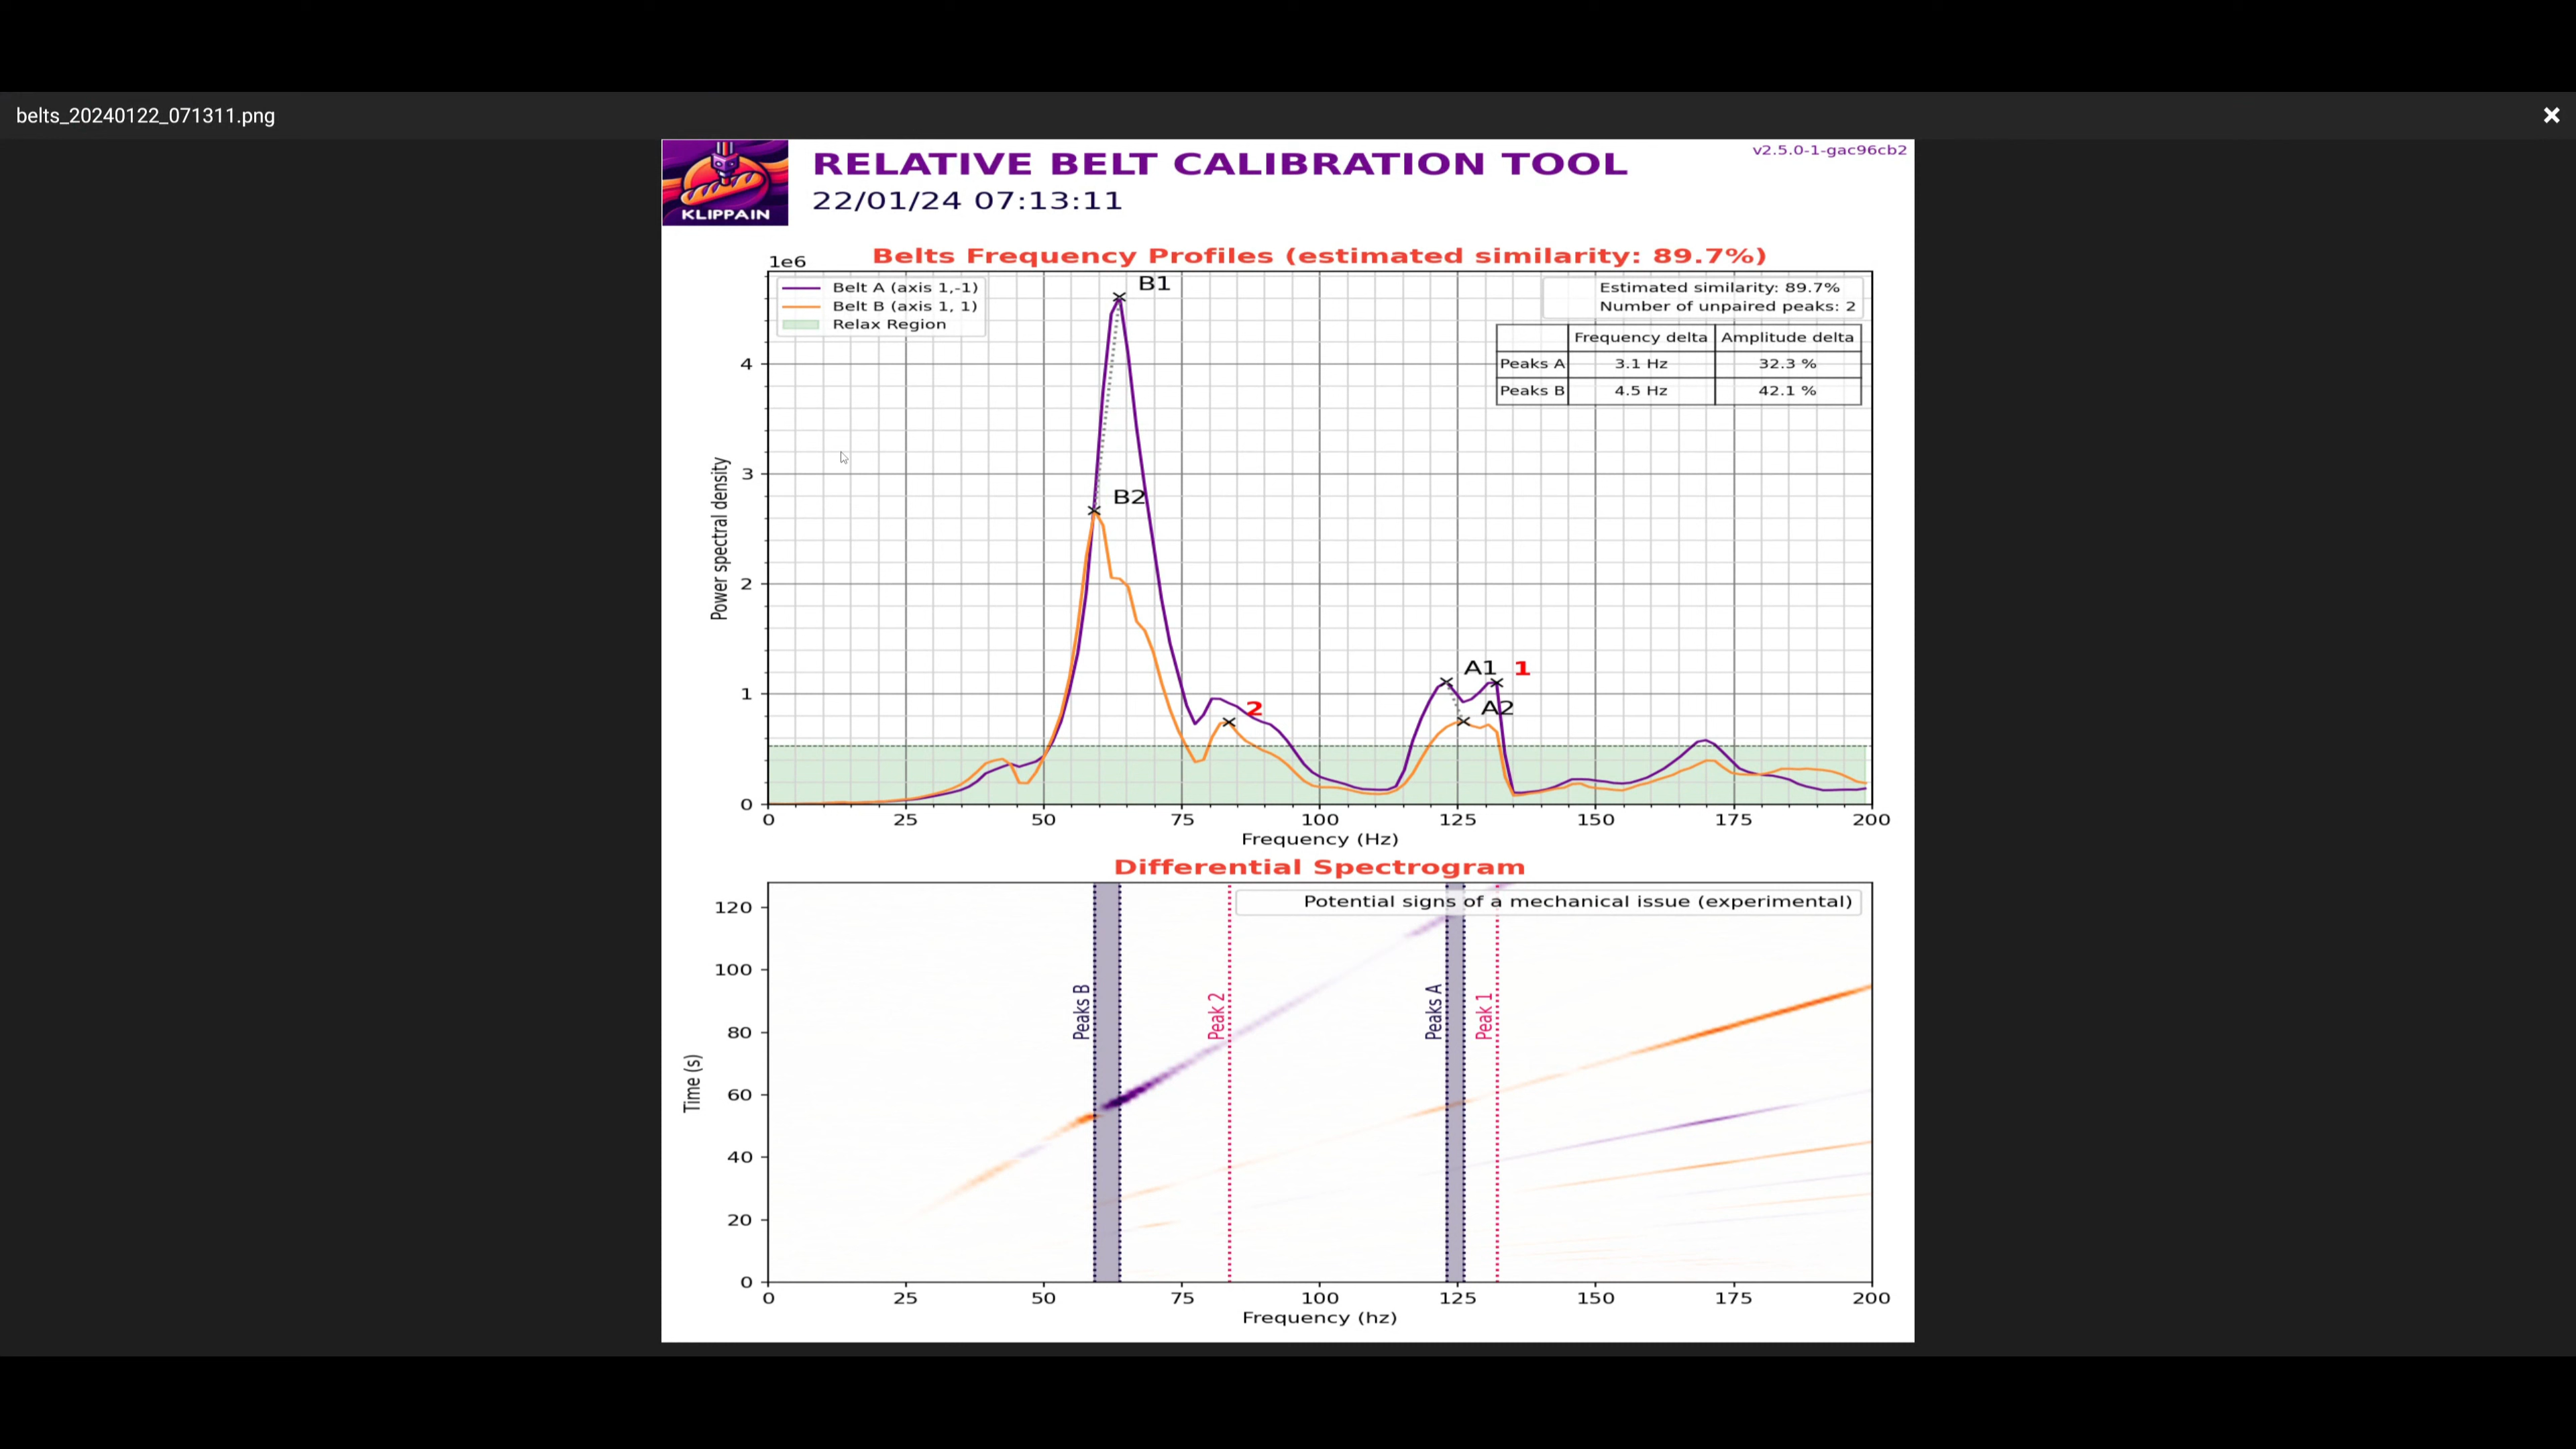 belts_20240122_071311.png
KLIPPAIN
RELATIVE BELT CALIBRATION TOOL
22/01/24 07:13:11
v2.5.0-1-gac96cb2
Belts Frequency Profiles (estimated similarity: 89.7%)
1e6
Belt A (axis 1,-1)
Belt B (axis 1, 1)
Relax Region
Estimated similarity: 89.7%
Number of unpaired peaks: 2
Frequency delta Amplitude delta
Peaks A 3.1 Hz 32.3 %
Peaks B 4.5 Hz 42.1 %
B1
B2
A1 1
A2
2
Power spectral density
4
3
2
1
0
0 25 50 75 100 125 150 175 200
Frequency (Hz)
Differential Spectrogram
Potential signs of a mechanical issue (experimental)
Peaks B
Peak 2
Peaks A
Peak 1
Time (s)
120
100
80
60
40
20
0
0 25 50 75 100 125 150 175 200
Frequency (hz)